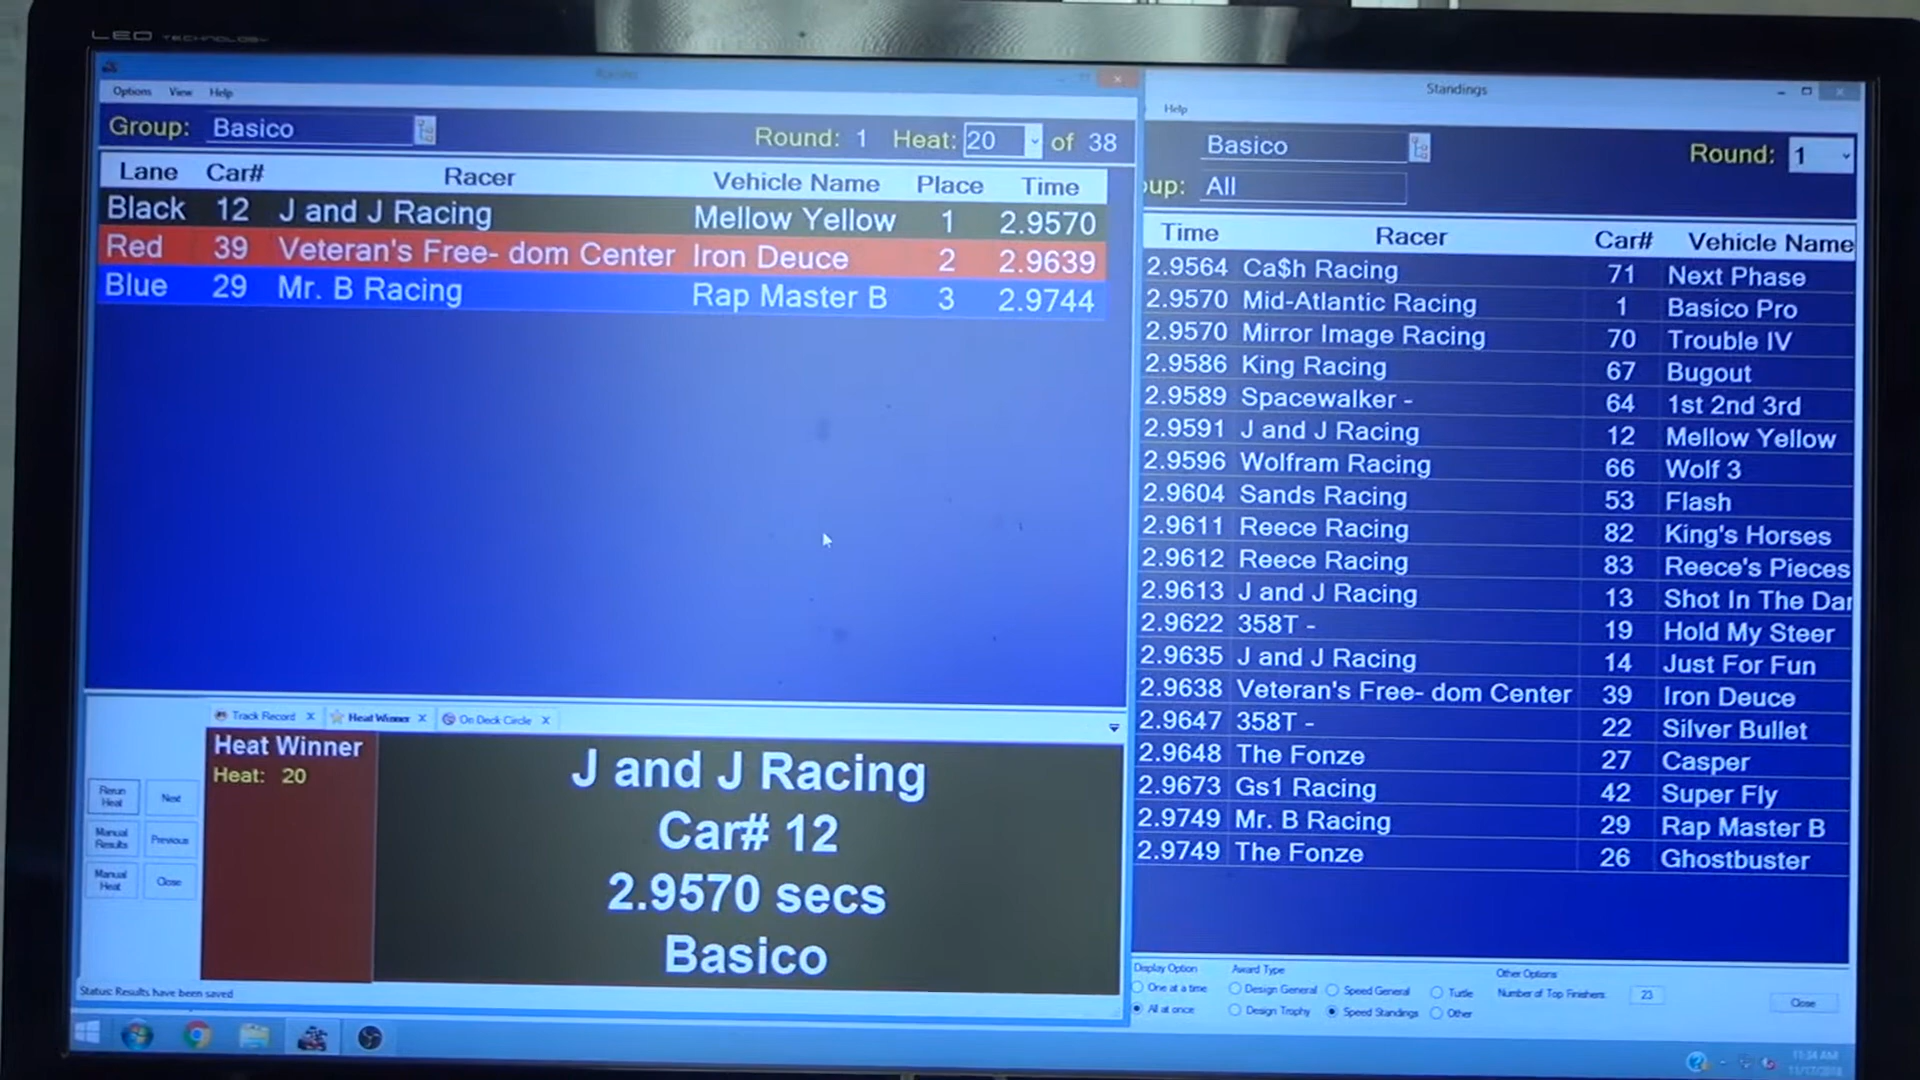 LED TECHNOLOGY
Options View Help
Group: Basico Round: 1 Heat: 20 of 38
Lane Car# Racer Vehicle Name Place Time
Black 12 J and J Racing Mellow Yellow 1 2.9570
Red 39 Veteran's Free- dom Center Iron Deuce 2 2.9639
Blue 29 Mr. B Racing Rap Master B 3 2.9744
Track Record X Heat Winner X On Deck Circle X
Heat Winner
Heat: 20
J and J Racing
Car# 12
2.9570 secs
Basico
Rerun Heat Next
Manual Results Previous
Manual Heat Close
Status: Results have been saved
Standings
Help
Basico Round: 1
oup: All
Time Racer Car# Vehicle Name
2.9564 Ca$h Racing 71 Next Phase
2.9570 Mid-Atlantic Racing 1 Basico Pro
2.9570 Mirror Image Racing 70 Trouble IV
2.9586 King Racing 67 Bugout
2.9589 Spacewalker - 64 1st 2nd 3rd
2.9591 J and J Racing 12 Mellow Yellow
2.9596 Wolfram Racing 66 Wolf 3
2.9604 Sands Racing 53 Flash
2.9611 Reece Racing 82 King's Horses
2.9612 Reece Racing 83 Reece's Pieces
2.9613 J and J Racing 13 Shot In The Dar
2.9622 358T - 19 Hold My Steer
2.9635 J and J Racing 14 Just For Fun
2.9638 Veteran's Free- dom Center 39 Iron Deuce
2.9647 358T - 22 Silver Bullet
2.9648 The Fonze 27 Casper
2.9673 Gs1 Racing 42 Super Fly
2.9749 Mr. B Racing 29 Rap Master B
2.9749 The Fonze 26 Ghostbuster
Display Option Award Type Other Options
One at a time Design General Speed General Turtle Number of Top Finishers: 23 Close
All at once Design Trophy Speed Standings Other
11:34 AM